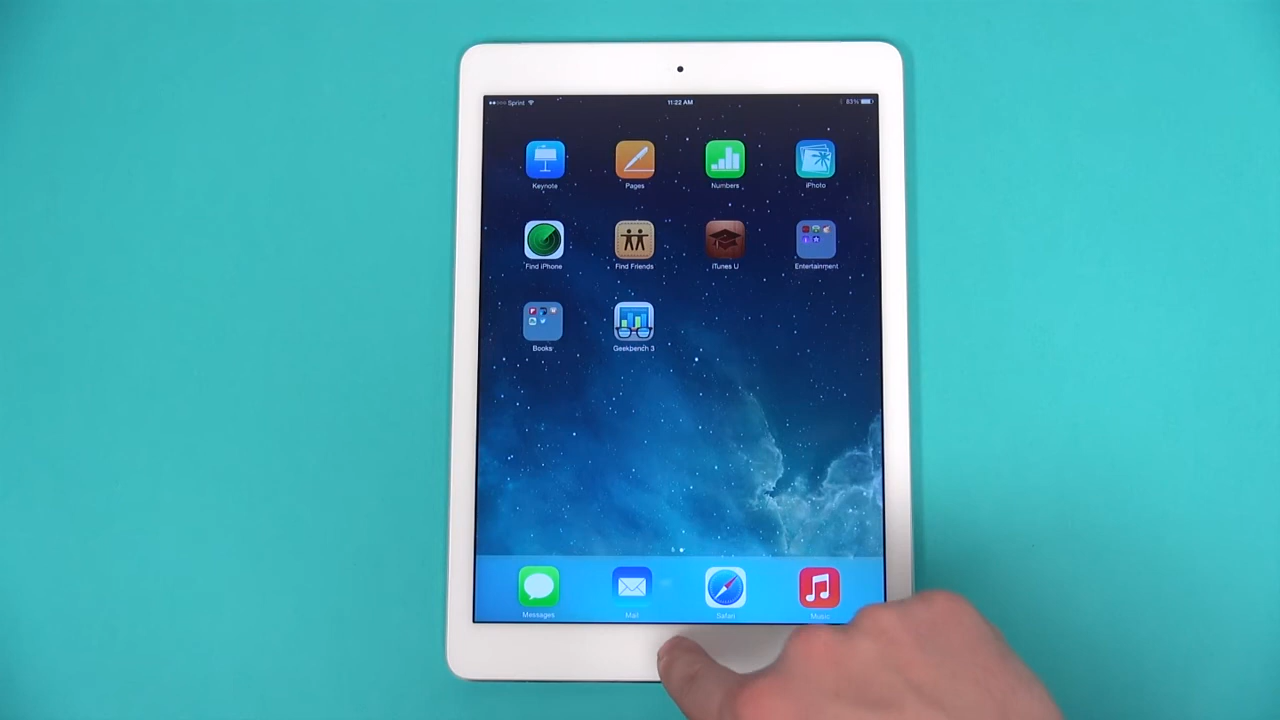 Sprint 11:22 AM 83%
Keynote Pages Numbers iPhoto
Find iPhone Find Friends iTunes U Entertainment
Books Geekbench 3
Messages Mail Safari Music